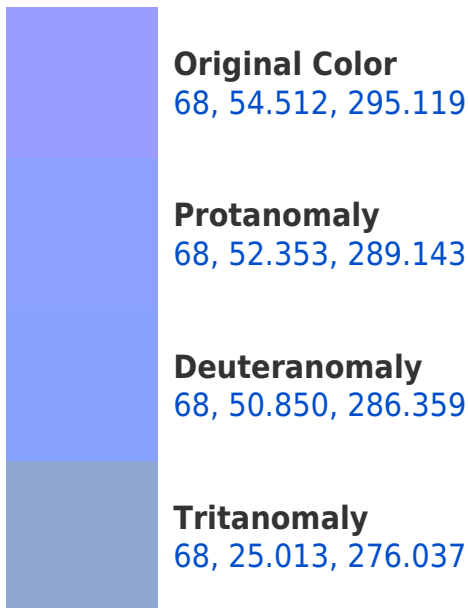 Original Color
68, 54.512, 295.119
Protanomaly
68, 52.353, 289.143
Deuteranomaly
68, 50.850, 286.359
Tritanomaly
68, 25.013, 276.037